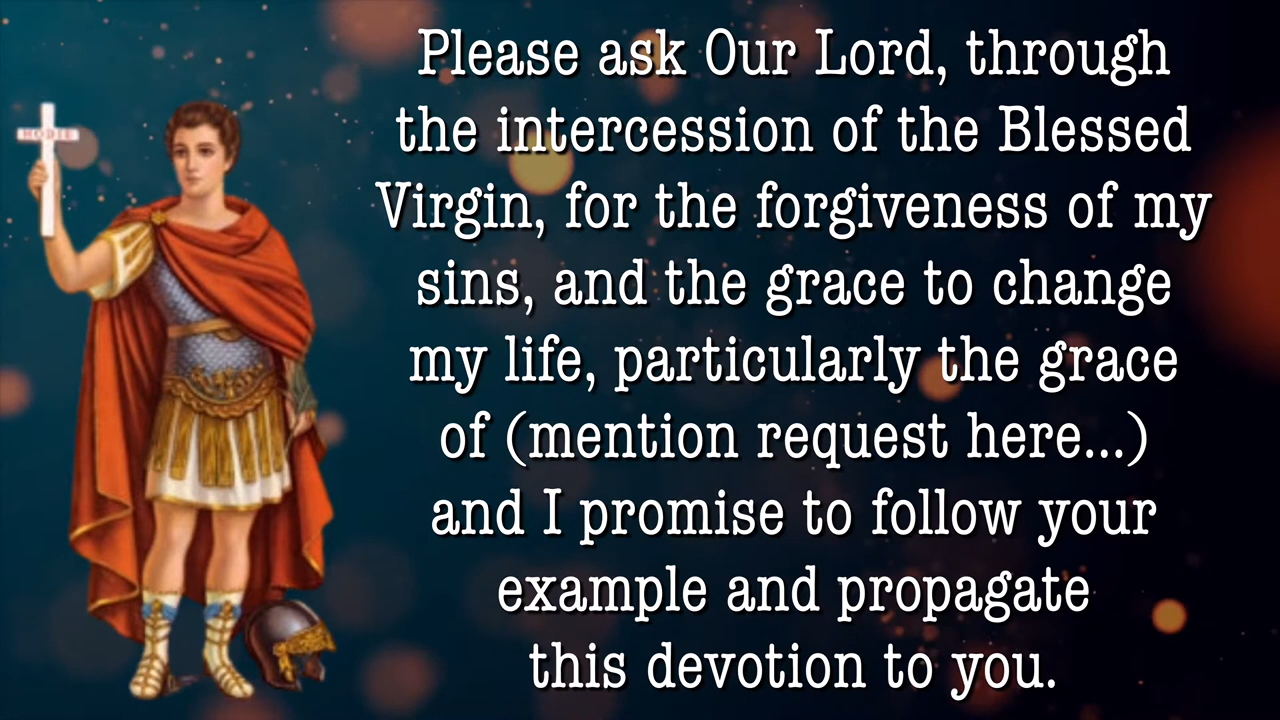 HODIE
Please ask Our Lord, through
the intercession of the Blessed
Virgin, for the forgiveness of my
sins, and the grace to change
my life, particularly the grace
of (mention request here...)
and I promise to follow your
example and propagate
this devotion to you.